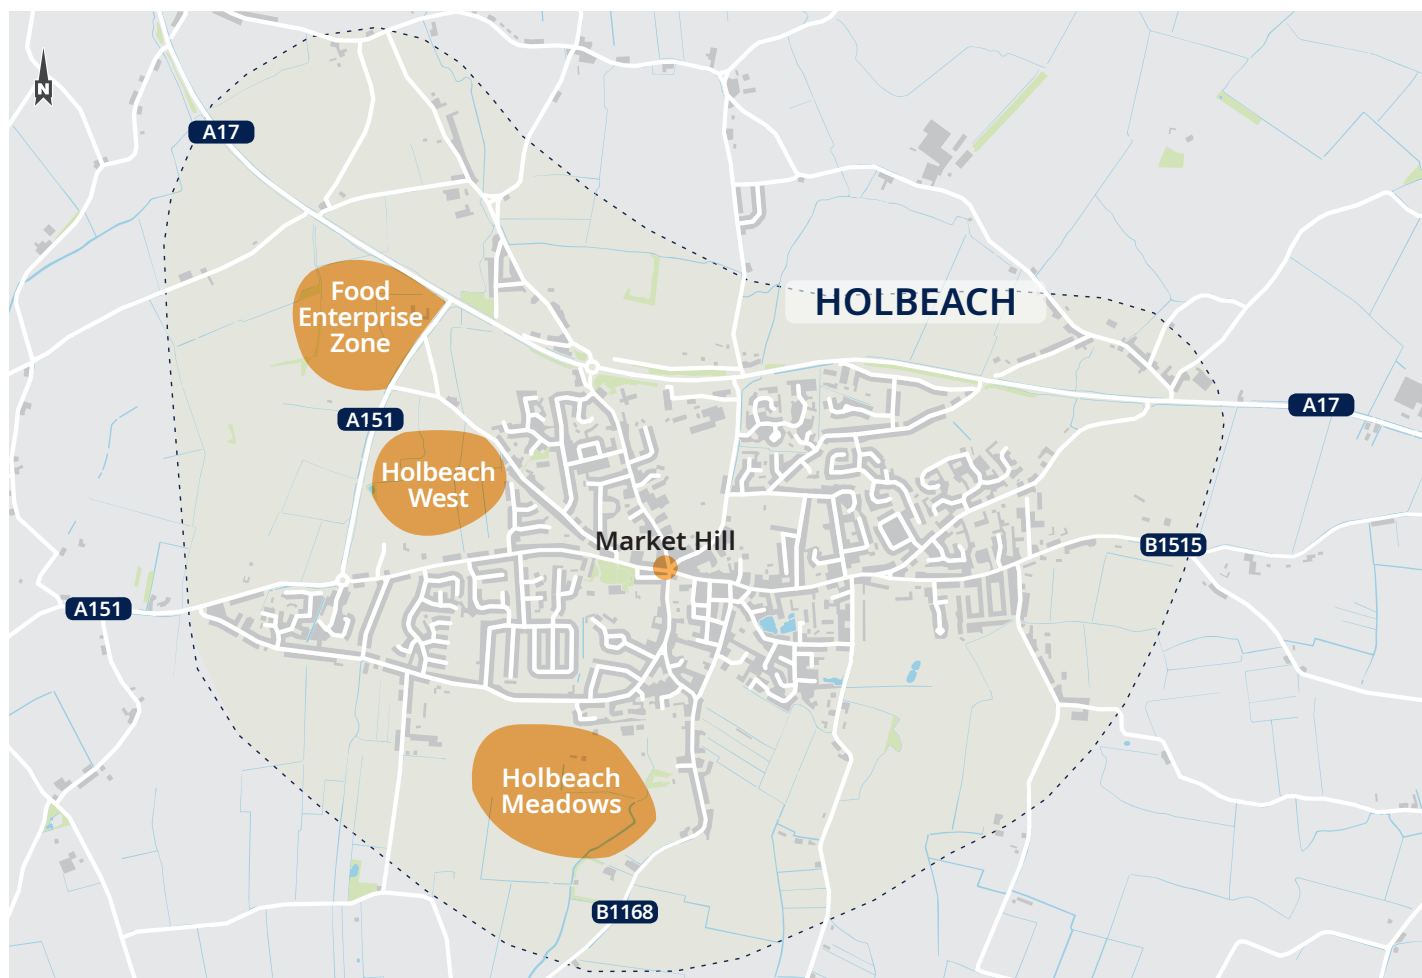 N
A17
HOLBEACH
Food
Enterprise
Zone
A17
A151
Holbeach
West
Market Hill
B1515
A151
Holbeach
Meadows
B1168